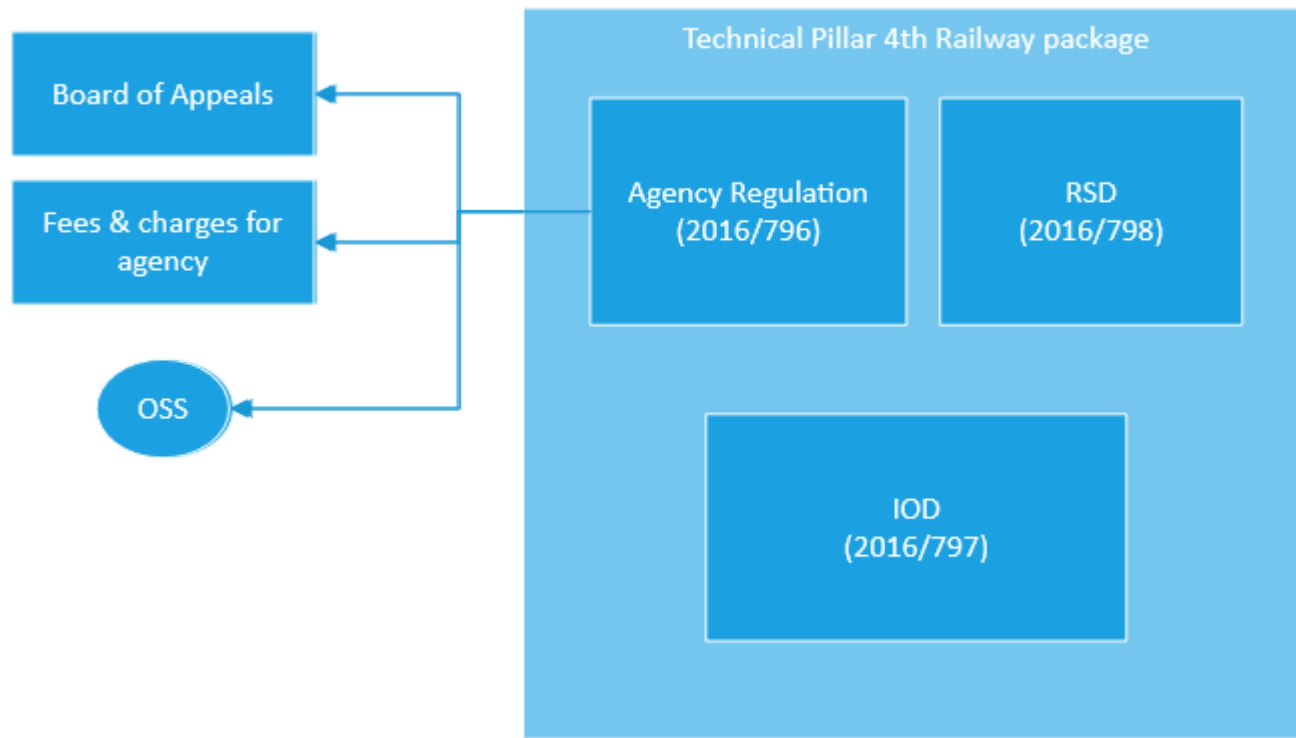 Technical Pillar 4th Railway package
Board of Appeals
Fees & charges for
agency
OSS
Agency Regulation
(2016/796)
RSD
(2016/798)
IOD
(2016/797)